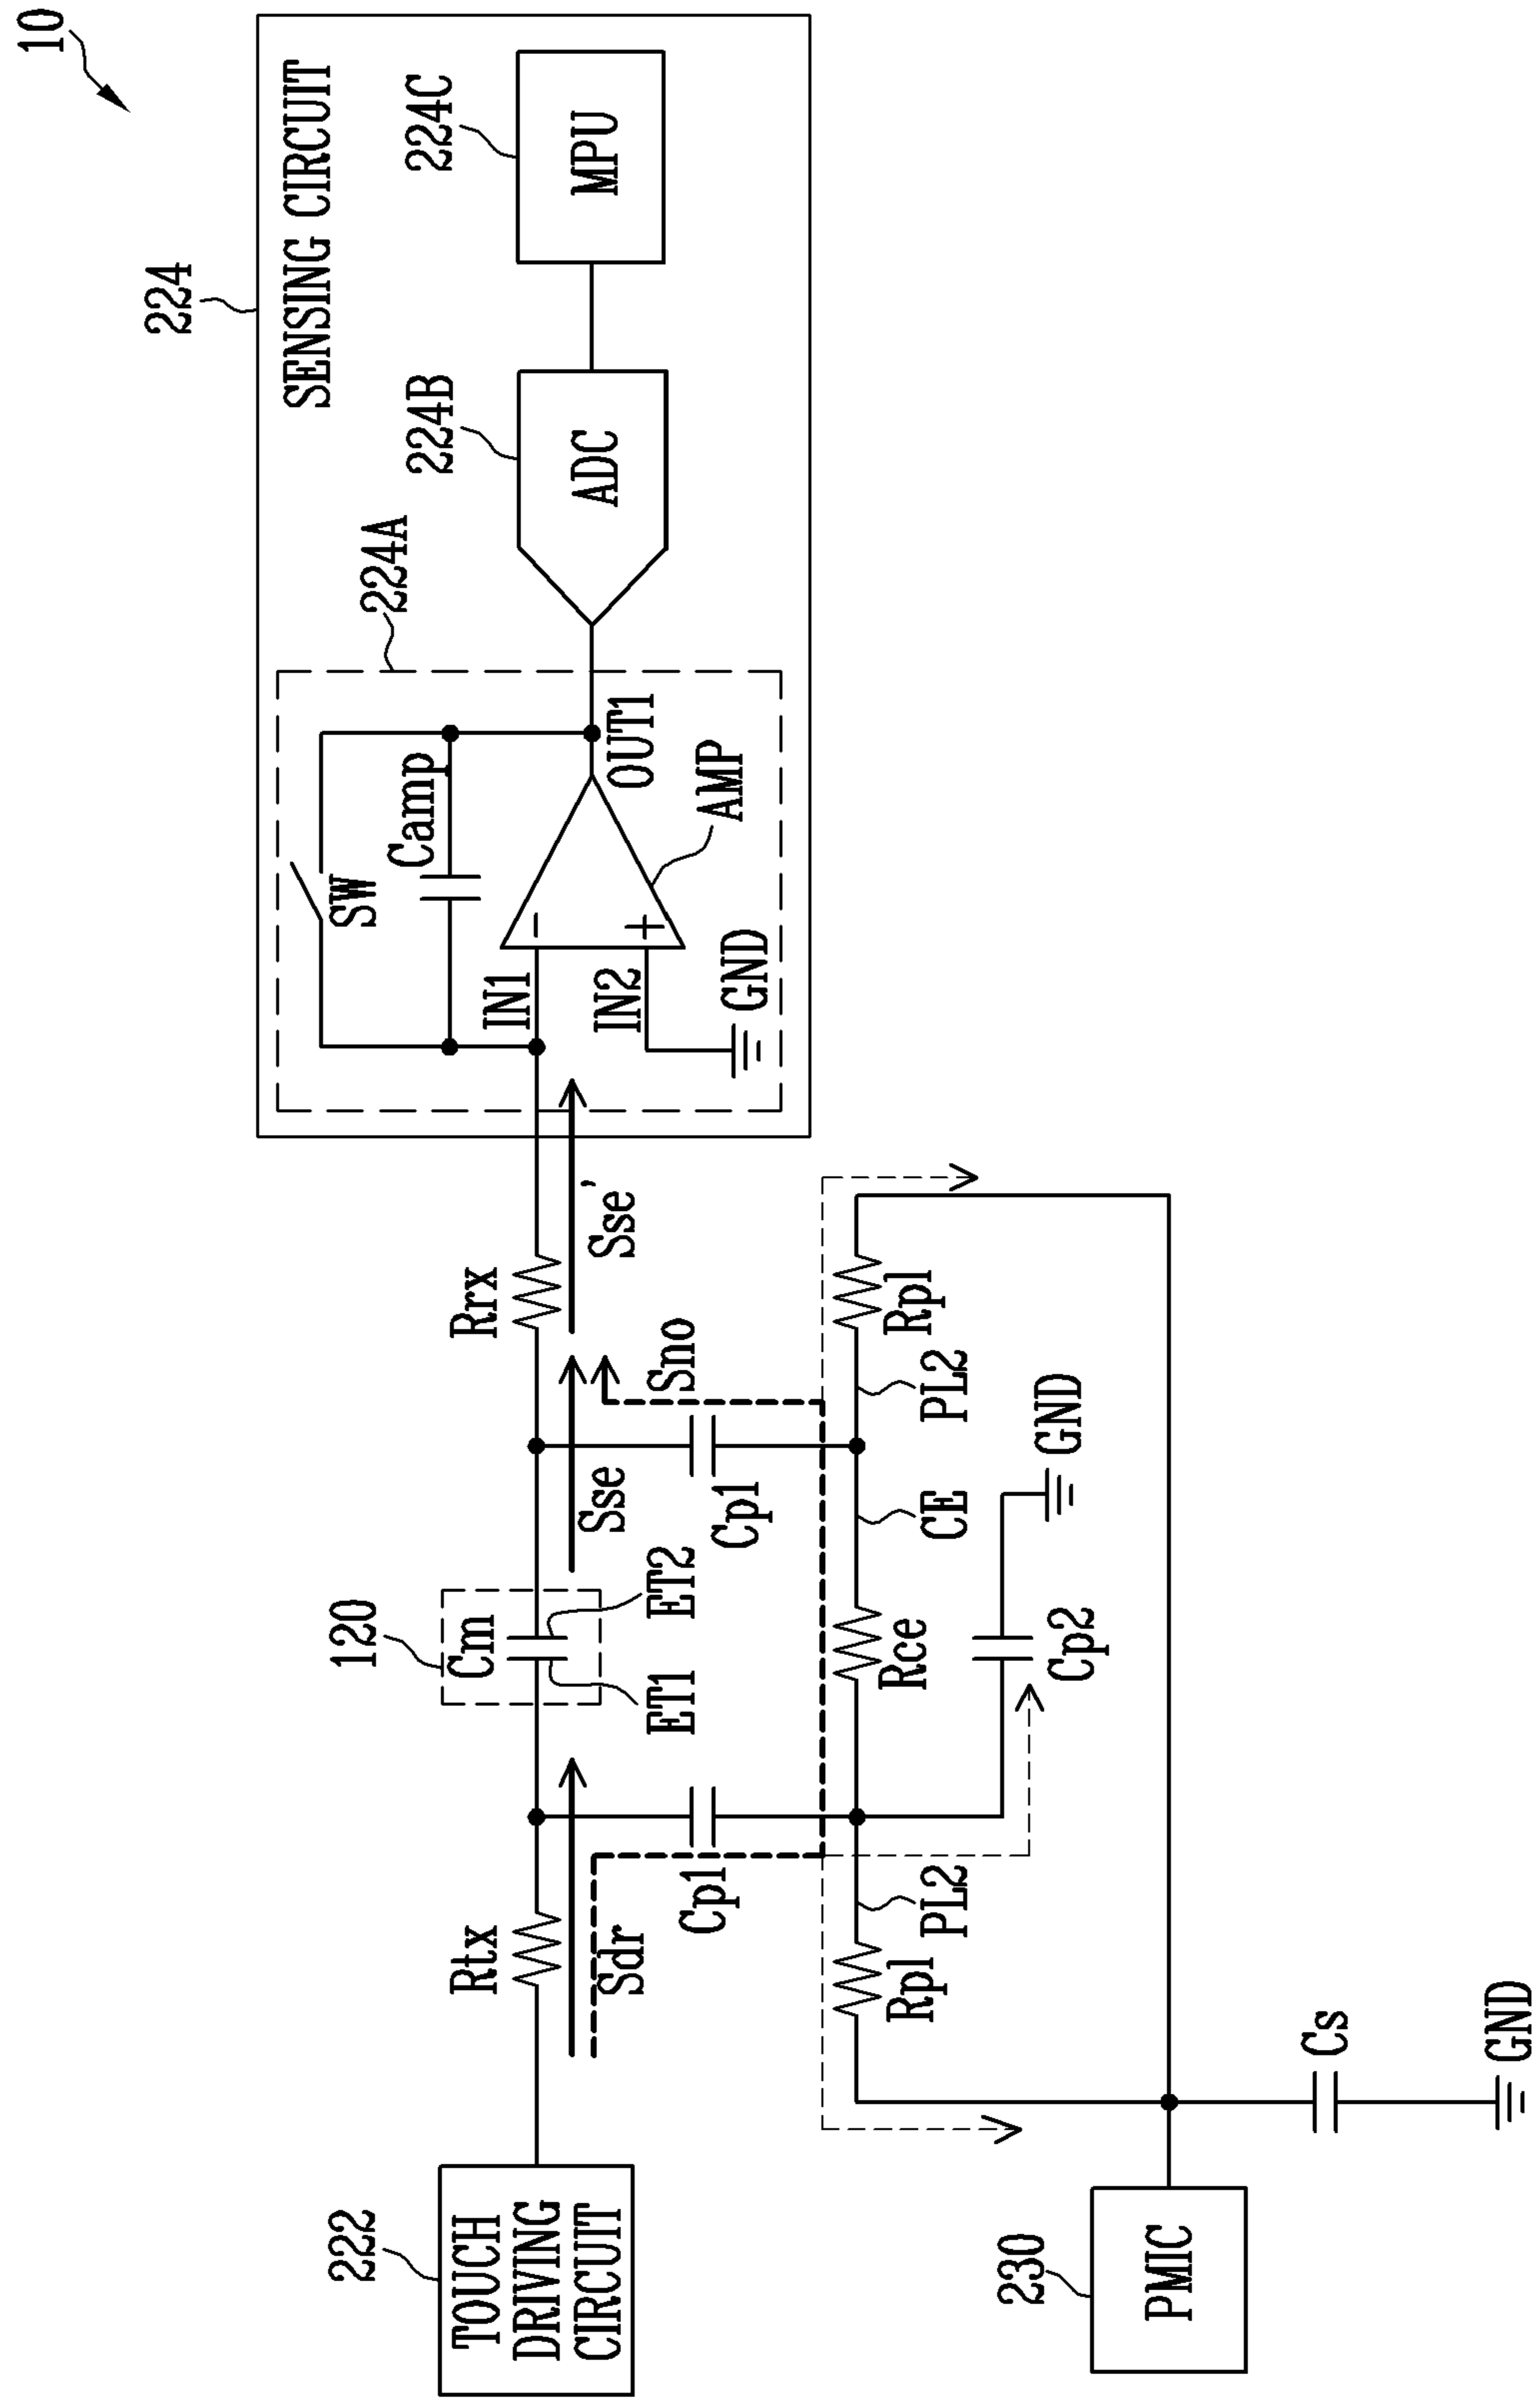 10
224
SENSING CIRCUIT
224A
224B
224C
SW
Camp
IN1
IN2
GND
OUT1
AMP
ADC
MPU
222
TOUCH
DRIVING
CIRCUIT
Rtx
Sdr
120
Cm
ET1
ET2
Sse
Rrx
Sse'
Sno
Cp1
Cp1
Rpl
PL2
Rce
CE
PL2
Rpl
Cp2
GND
230
PMIC
Cs
GND